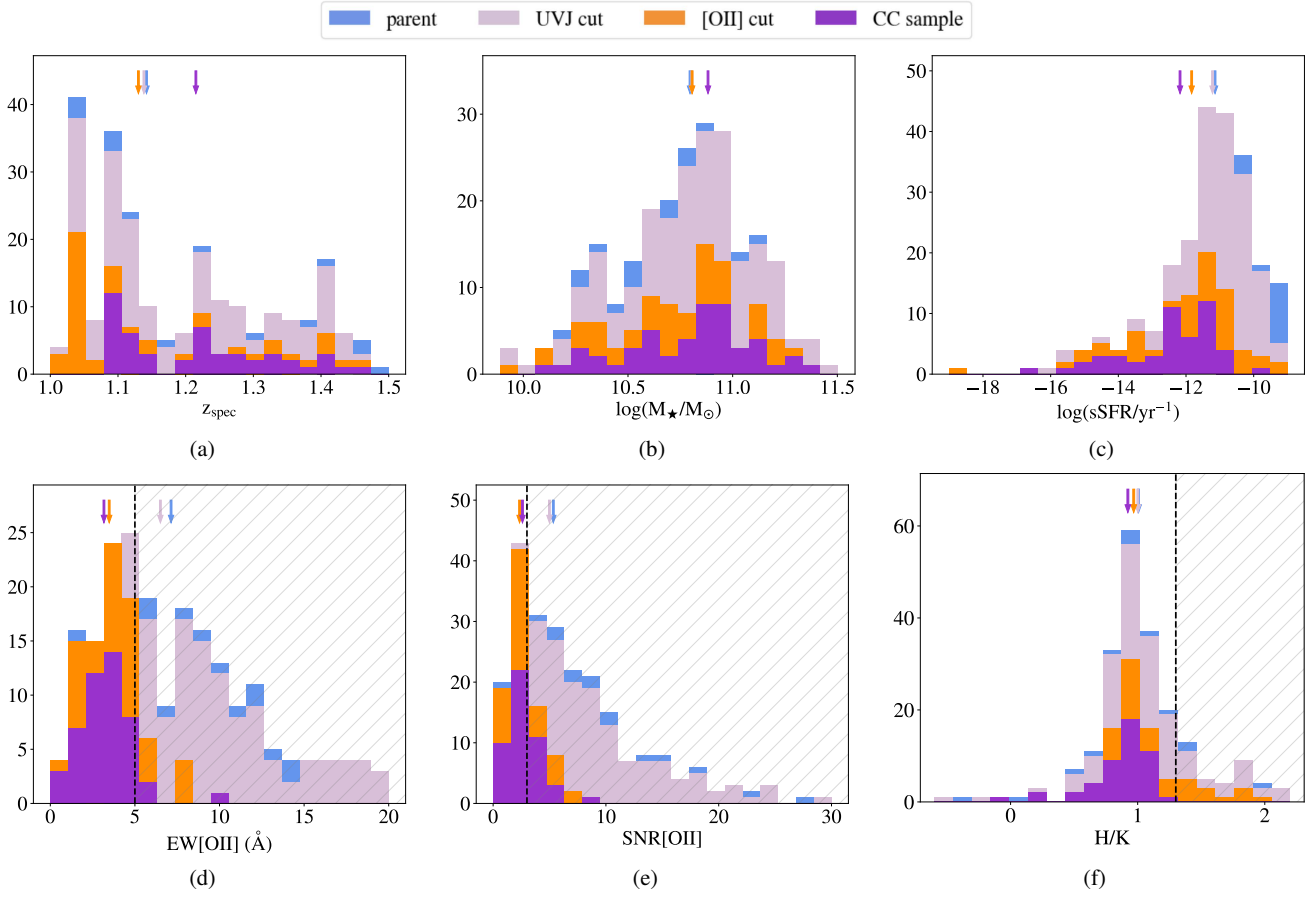 parent UVJ cut [OII] cut CC sample
40
30
20
10
0
1.0 1.1 1.2 1.3 1.4 1.5
z_spec
(a)
30
20
10
0
10.0 10.5 11.0 11.5
log(M★/M⊙)
(b)
50
40
30
20
10
0
−18 −16 −14 −12 −10
log(sSFR/yr⁻¹)
(c)
25
20
15
10
5
0
0 5 10 15 20
EW[OII] (Å)
(d)
50
40
30
20
10
0
0 10 20 30
SNR[OII]
(e)
60
40
20
0
0 1 2
H/K
(f)